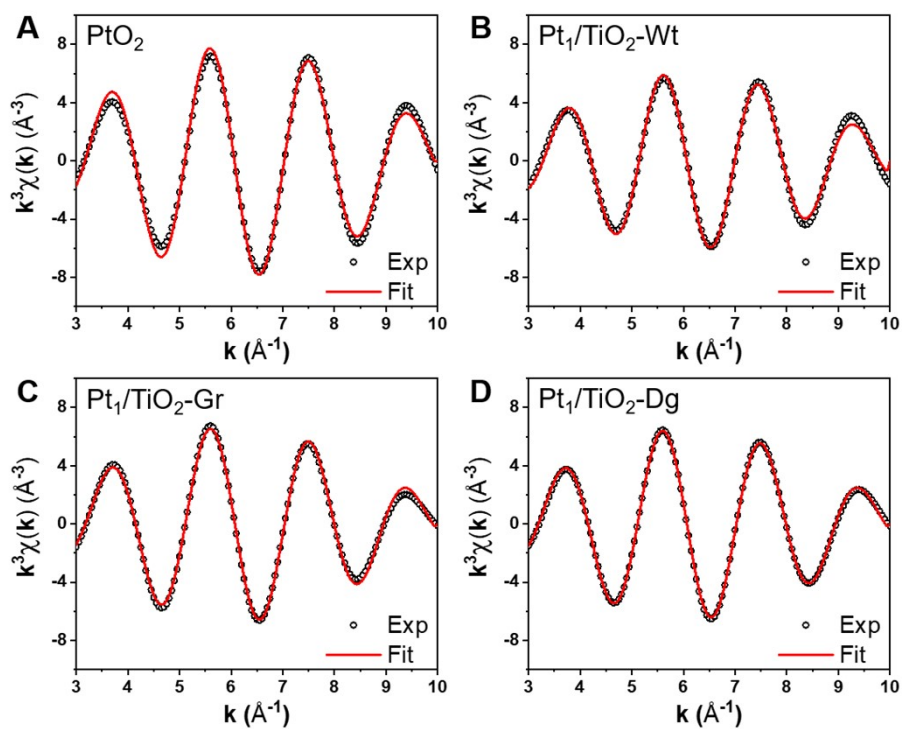 A
PtO₂
k³χ(k) (Å⁻³)
8
4
0
-4
-8
Exp
Fit
3 4 5 6 7 8 9 10
k (Å⁻¹)
B
Pt₁/TiO₂-Wt
k³χ(k) (Å⁻³)
8
4
0
-4
-8
Exp
Fit
3 4 5 6 7 8 9 10
k (Å⁻¹)
C
Pt₁/TiO₂-Gr
k³χ(k) (Å⁻³)
8
4
0
-4
-8
Exp
Fit
3 4 5 6 7 8 9 10
k (Å⁻¹)
D
Pt₁/TiO₂-Dg
k³χ(k) (Å⁻³)
8
4
0
-4
-8
Exp
Fit
3 4 5 6 7 8 9 10
k (Å⁻¹)